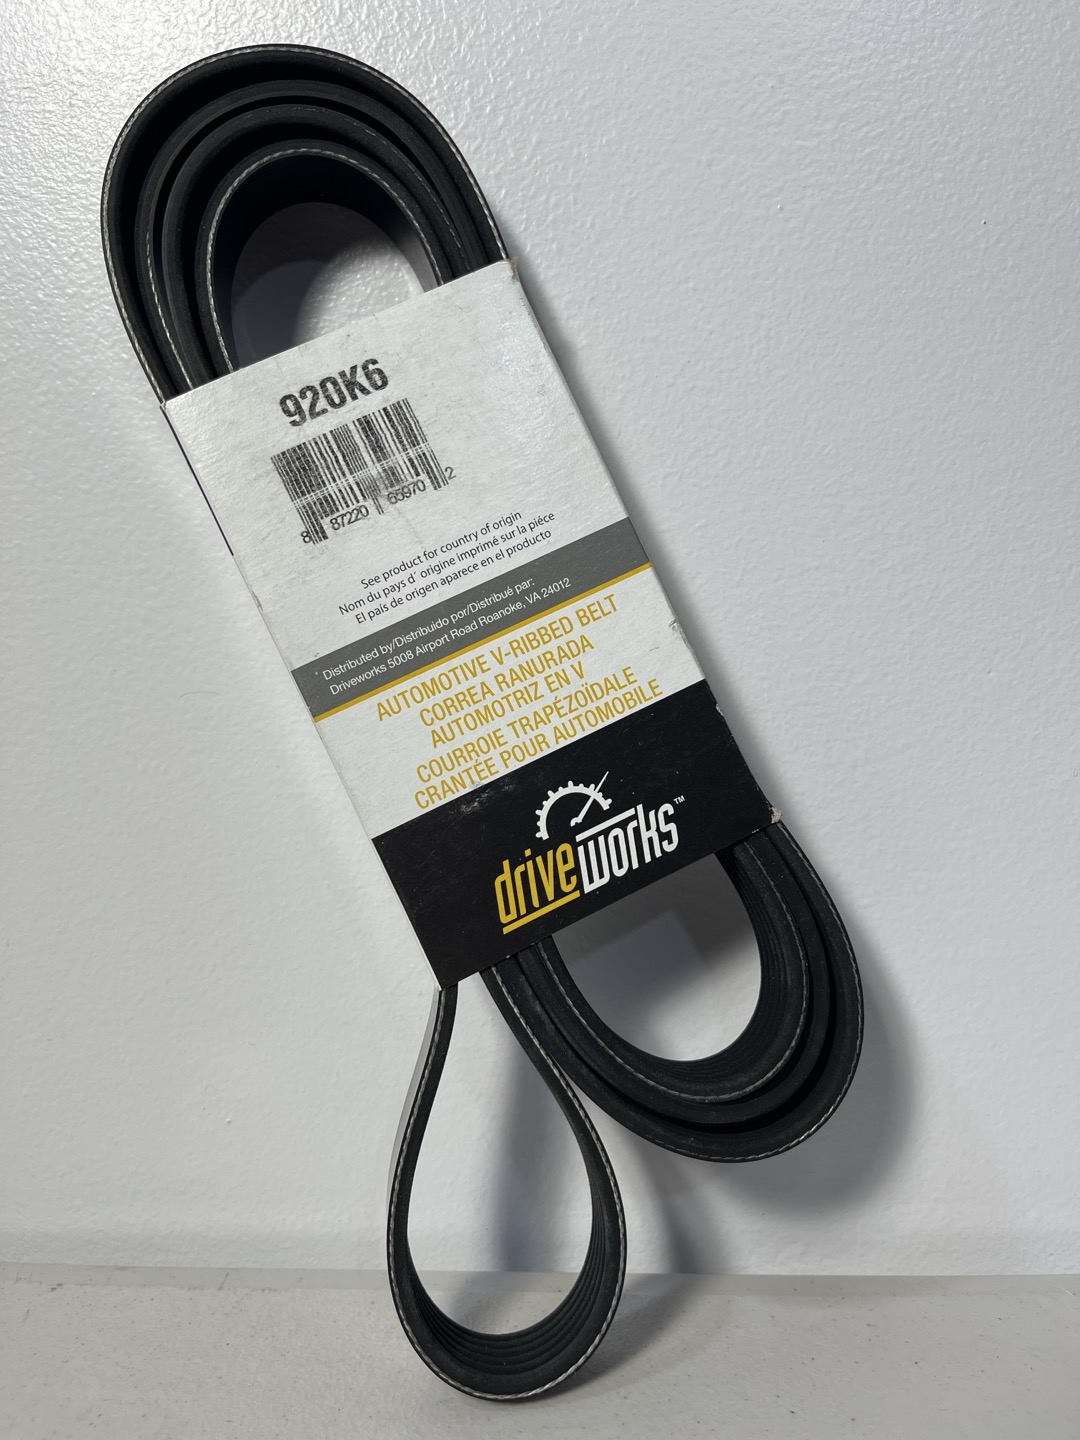 920K6
8 87220 65970 2
See product for country of origin
Nom du pays d´ origine imprimé sur la piéce
El país de origen aparece en el producto
Distributed by/Distribuido por/Distribué par:
Driveworks 5008 Airport Road Roanoke, VA 24012
AUTOMOTIVE V-RIBBED BELT
CORREA RANURADA
AUTOMOTRIZ EN V
COURROIE TRAPÉZOÏDALE
CRANTÉE POUR AUTOMOBILE
driveworks™